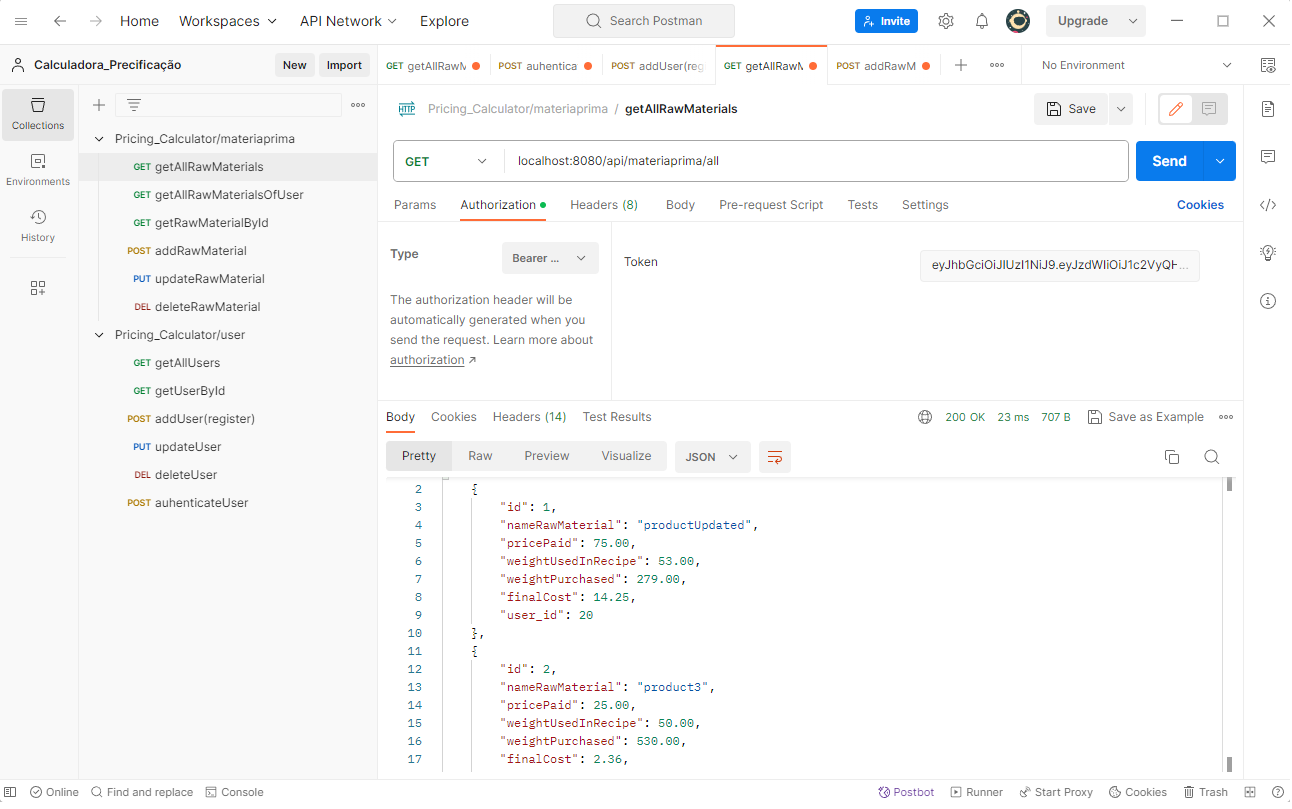 Home Workspaces API Network Explore Search Postman Invite Upgrade
Calculadora_Precificação New Import
GET getAllRawM POST auhentica POST addUser(reg GET getAllRawM POST addRawM No Environment
Collections
Environments
History
Pricing_Calculator/materiaprima
GET getAllRawMaterials
GET getAllRawMaterialsOfUser
GET getRawMaterialById
POST addRawMaterial
PUT updateRawMaterial
DEL deleteRawMaterial
Pricing_Calculator/user
GET getAllUsers
GET getUserById
POST addUser(register)
PUT updateUser
DEL deleteUser
POST auhenticateUser
HTTP Pricing_Calculator/materiaprima / getAllRawMaterials Save
GET localhost:8080/api/materiaprima/all Send
Params Authorization Headers (8) Body Pre-request Script Tests Settings Cookies
Type Bearer ...
The authorization header will be
automatically generated when you
send the request. Learn more about
authorization ↗
Token
Body Cookies Headers (14) Test Results 200 OK 23 ms 707 B Save as Example
Pretty Raw Preview Visualize JSON
2 {
3 "id": 1,
4 "nameRawMaterial": "productUpdated",
5 "pricePaid": 75.00,
6 "weightUsedInRecipe": 53.00,
7 "weightPurchased": 279.00,
8 "finalCost": 14.25,
9 "user_id": 20
10 },
11 {
12 "id": 2,
13 "nameRawMaterial": "product3",
14 "pricePaid": 25.00,
15 "weightUsedInRecipe": 50.00,
16 "weightPurchased": 530.00,
17 "finalCost": 2.36,
Online Find and replace Console Postbot Runner Start Proxy Cookies Trash